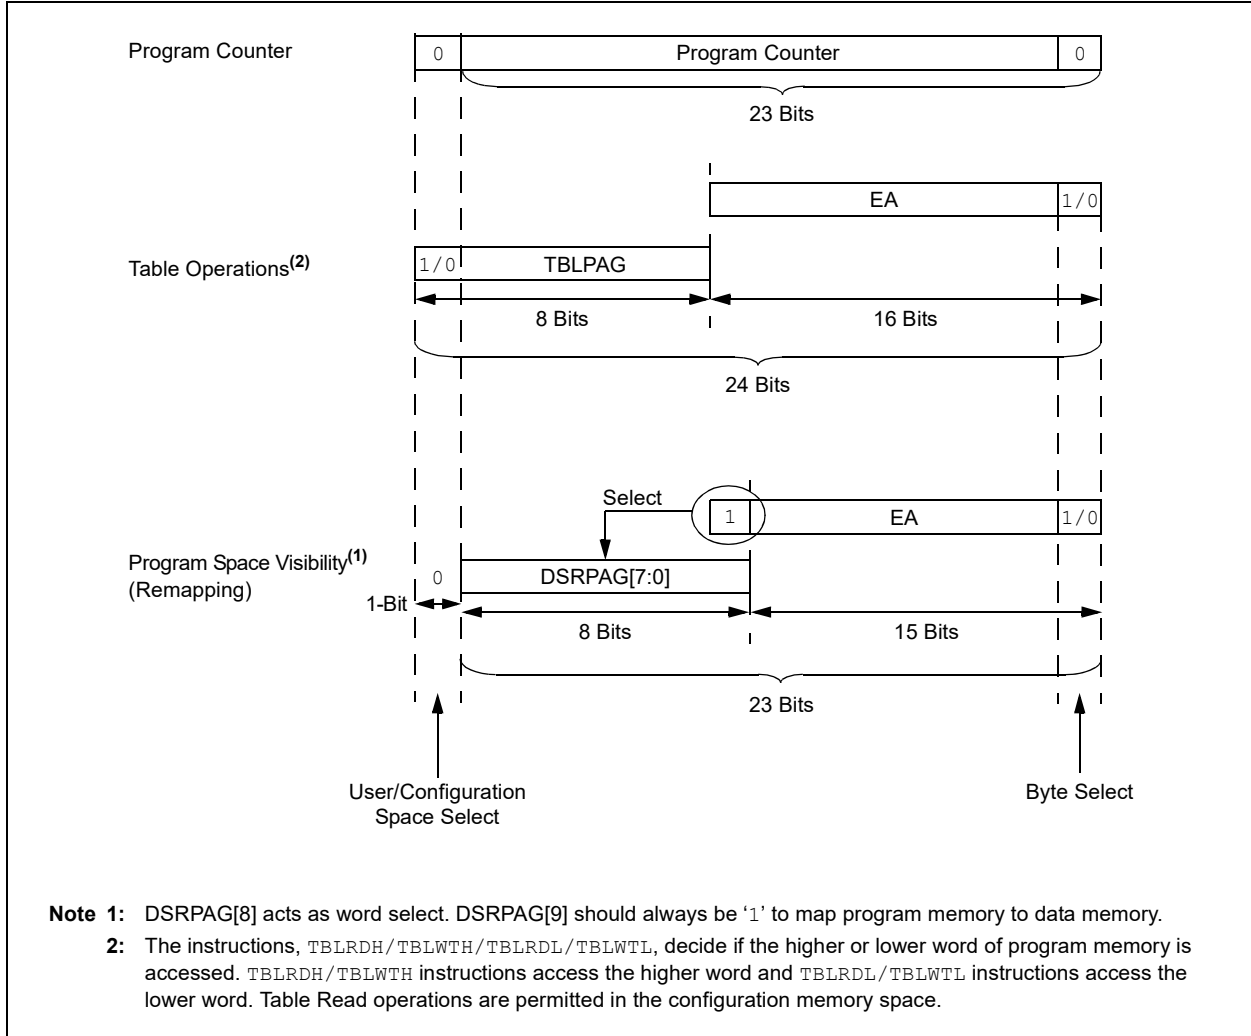 Program Counter
0 Program Counter 0
23 Bits
EA 1/0
Table Operations(2)
1/0 TBLPAG
8 Bits 16 Bits
24 Bits
Select
1 EA 1/0
Program Space Visibility(1)
(Remapping)
0 DSRPAG[7:0]
1-Bit
8 Bits 15 Bits
23 Bits
User/Configuration
Space Select
Byte Select
Note 1: DSRPAG[8] acts as word select. DSRPAG[9] should always be ‘1’ to map program memory to data memory.
2: The instructions, TBLRDH/TBLWTH/TBLRDL/TBLWTL, decide if the higher or lower word of program memory is
accessed. TBLRDH/TBLWTH instructions access the higher word and TBLRDL/TBLWTL instructions access the
lower word. Table Read operations are permitted in the configuration memory space.